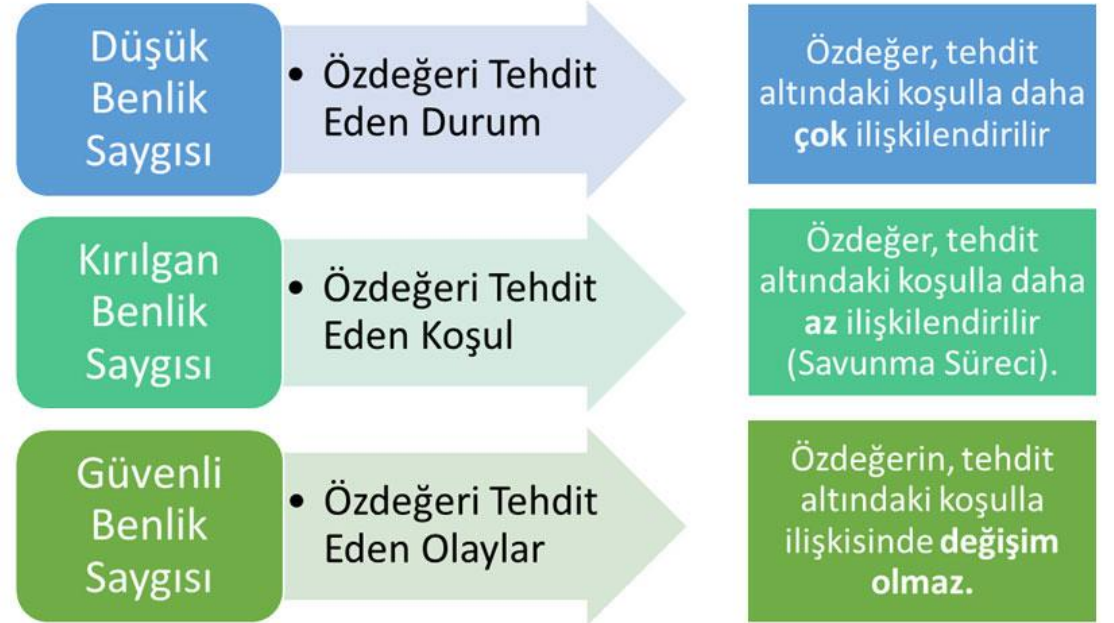 Düşük
Benlik
Saygısı
• Özdeğeri Tehdit
Eden Durum
Özdeğer, tehdit
altındaki koşulla daha
çok ilişkilendirilir
Kırılgan
Benlik
Saygısı
• Özdeğeri Tehdit
Eden Koşul
Özdeğer, tehdit
altındaki koşulla daha
az ilişkilendirilir
(Savunma Süreci).
Güvenli
Benlik
Saygısı
• Özdeğeri Tehdit
Eden Olaylar
Özdeğerin, tehdit
altındaki koşulla
ilişkisinde değişim
olmaz.